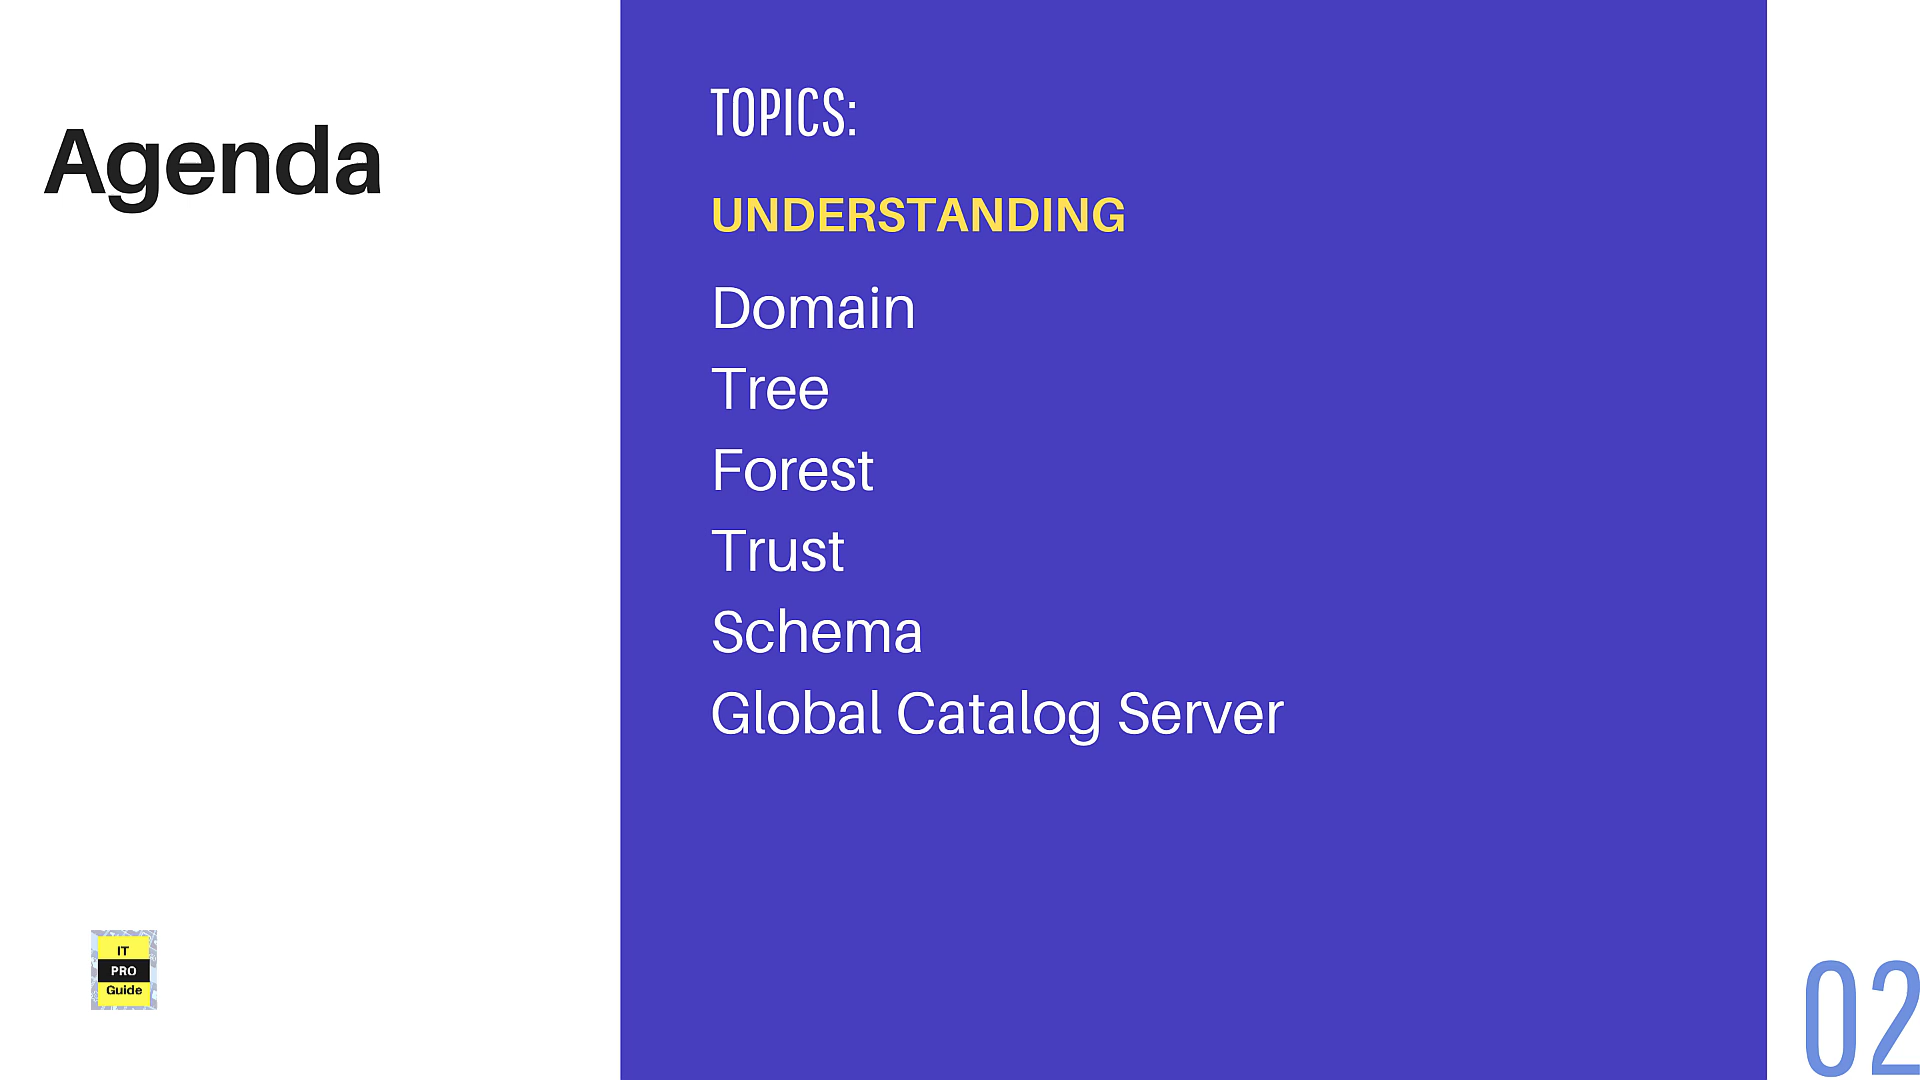 Agenda
TOPICS:
UNDERSTANDING
Domain
Tree
Forest
Trust
Schema
Global Catalog Server
IT
PRO
Guide
02